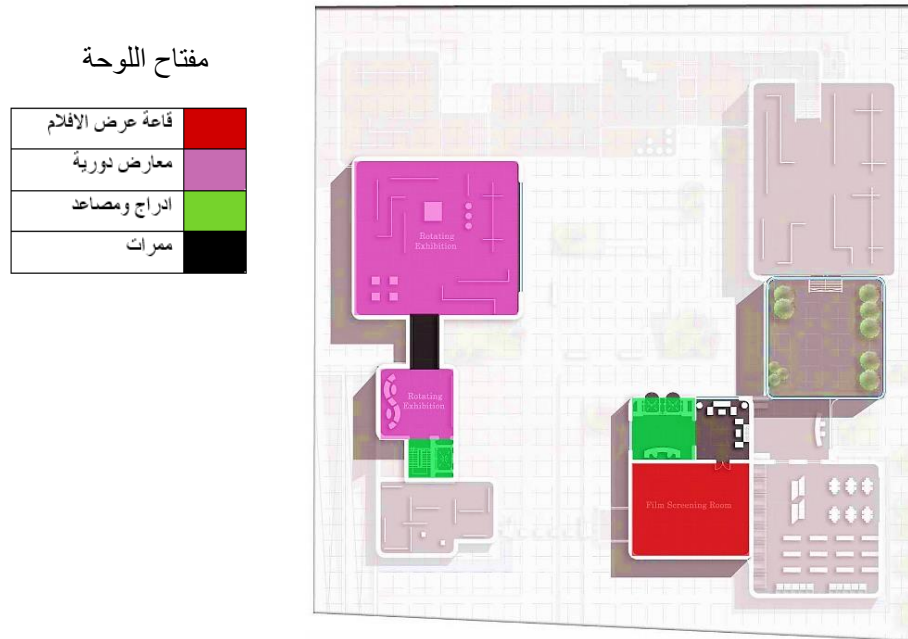 مفتاح اللوحة
قاعة عرض الافلام
معارض دورية
ادراج ومصاعد
ممرات
Rotating
Exhibition
Rotating
Exhibition
Film Screening Room